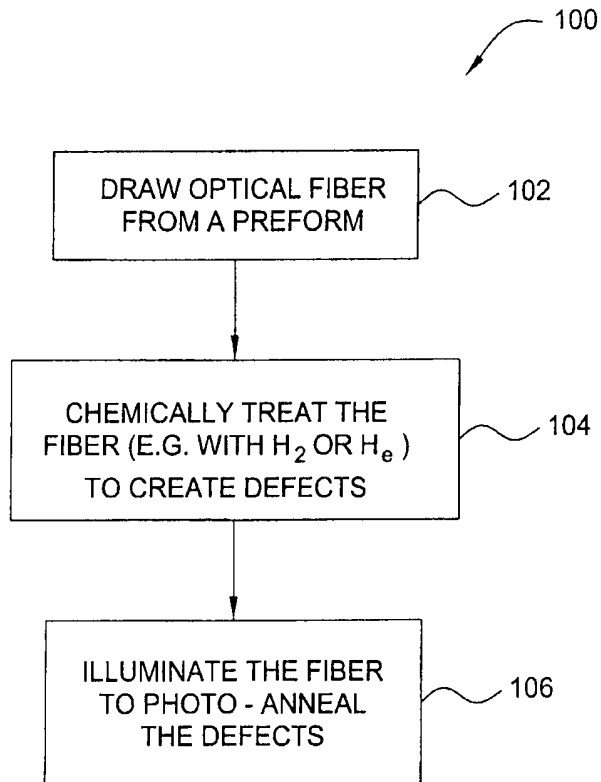 100
DRAW OPTICAL FIBER
FROM A PREFORM
102
CHEMICALLY TREAT THE
FIBER (E.G. WITH H₂ OR Hₑ )
TO CREATE DEFECTS
104
ILLUMINATE THE FIBER
TO PHOTO - ANNEAL
THE DEFECTS
106